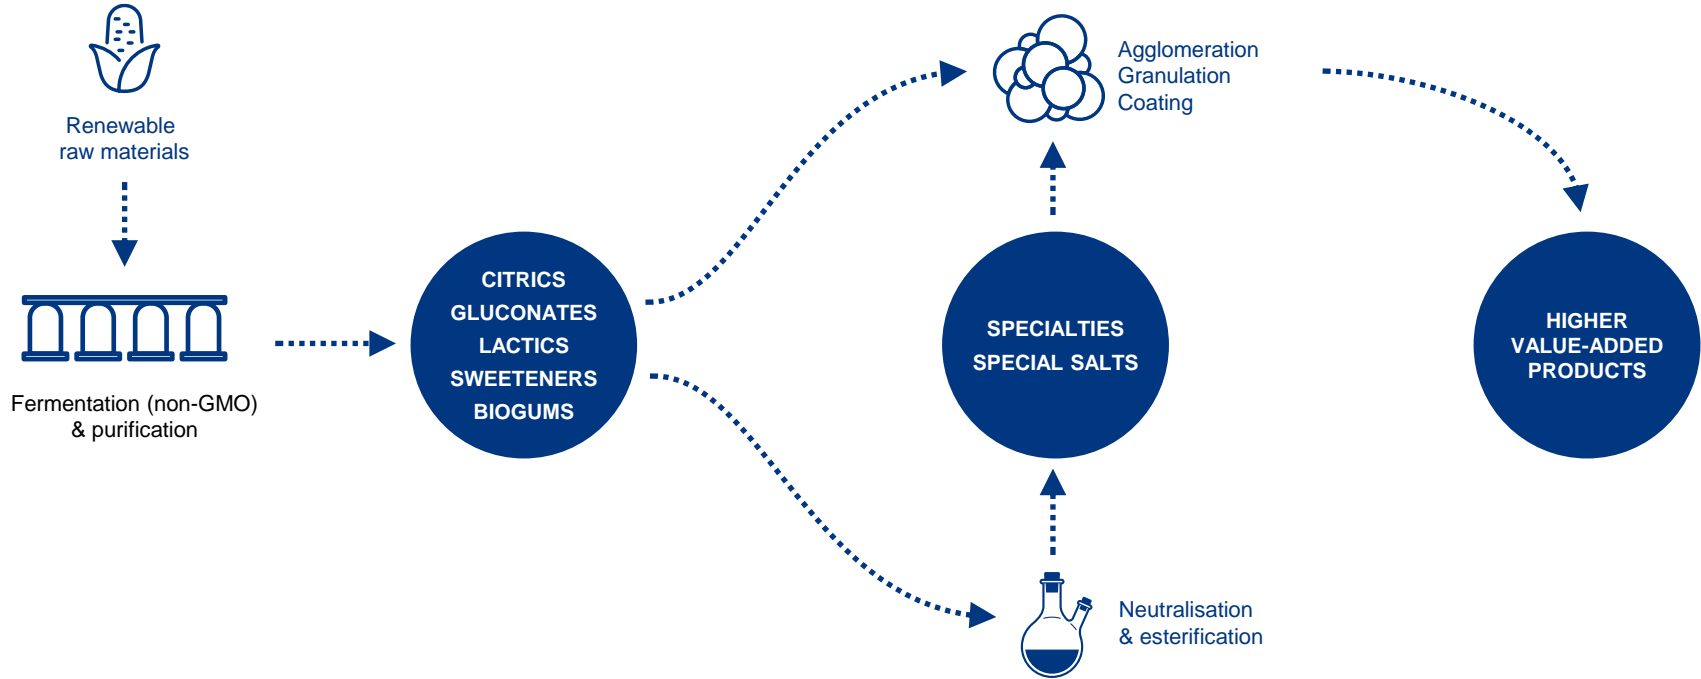 Renewable
raw materials
Fermentation (non-GMO)
& purification
CITRICS
GLUCONATES
LACTICS
SWEETENERS
BIOGUMS
Agglomeration
Granulation
Coating
SPECIALTIES
SPECIAL SALTS
Neutralisation
& esterification
HIGHER
VALUE-ADDED
PRODUCTS